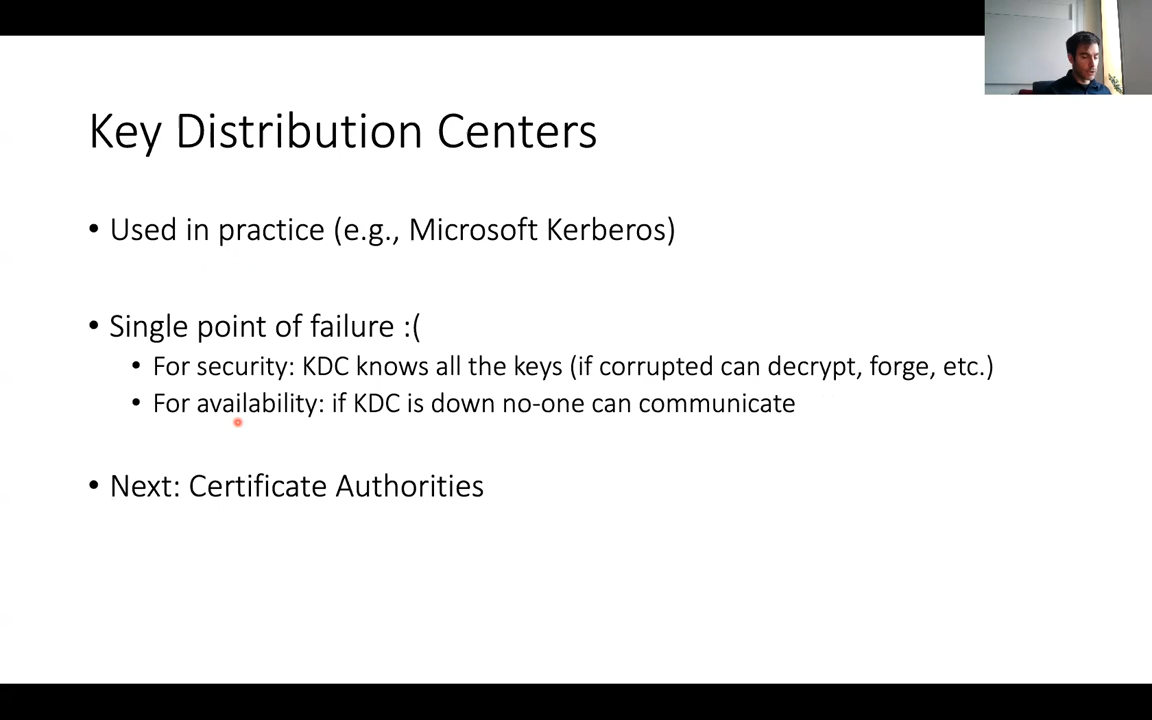 Key Distribution Centers
• Used in practice (e.g., Microsoft Kerberos)
• Single point of failure :(
• For security: KDC knows all the keys (if corrupted can decrypt, forge, etc.)
• For availability: if KDC is down no-one can communicate
• Next: Certificate Authorities